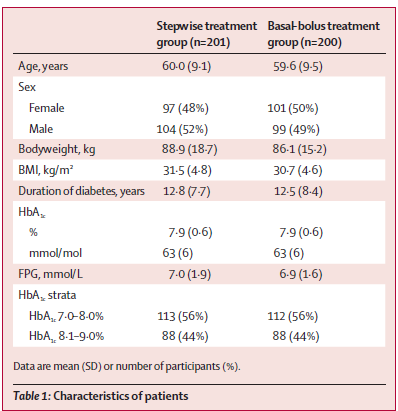 Stepwise treatment group (n=201) Basal-bolus treatment group (n=200)
Age, years 60·0 (9·1) 59·6 (9·5)
Sex
Female 97 (48%) 101 (50%)
Male 104 (52%) 99 (49%)
Bodyweight, kg 88·9 (18·7) 86·1 (15·2)
BMI, kg/m² 31·5 (4·8) 30·7 (4·6)
Duration of diabetes, years 12·8 (7·7) 12·5 (8·4)
HbA1c
% 7·9 (0·6) 7·9 (0·6)
mmol/mol 63 (6) 63 (6)
FPG, mmol/L 7·0 (1·9) 6·9 (1·6)
HbA1c strata
HbA1c 7·0–8·0% 113 (56%) 112 (56%)
HbA1c 8·1–9·0% 88 (44%) 88 (44%)
Data are mean (SD) or number of participants (%).
Table 1: Characteristics of patients